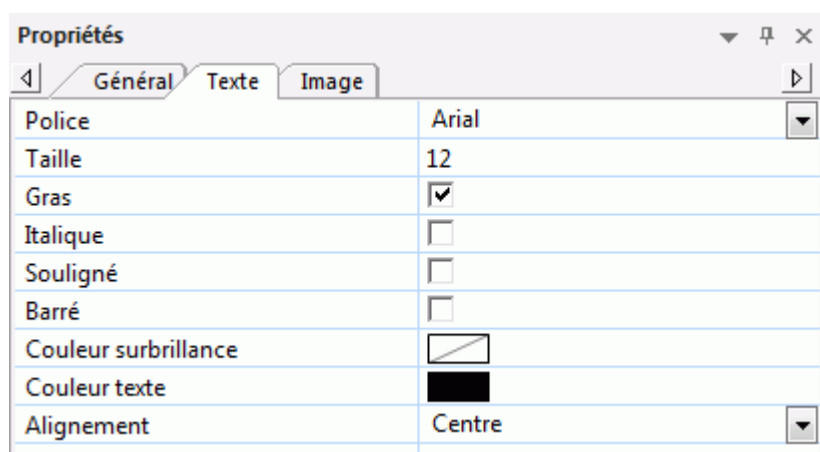 Propriétés
Général Texte Image
Police Arial
Taille 12
Gras
Italique
Souligné
Barré
Couleur surbrillance
Couleur texte
Alignement Centre